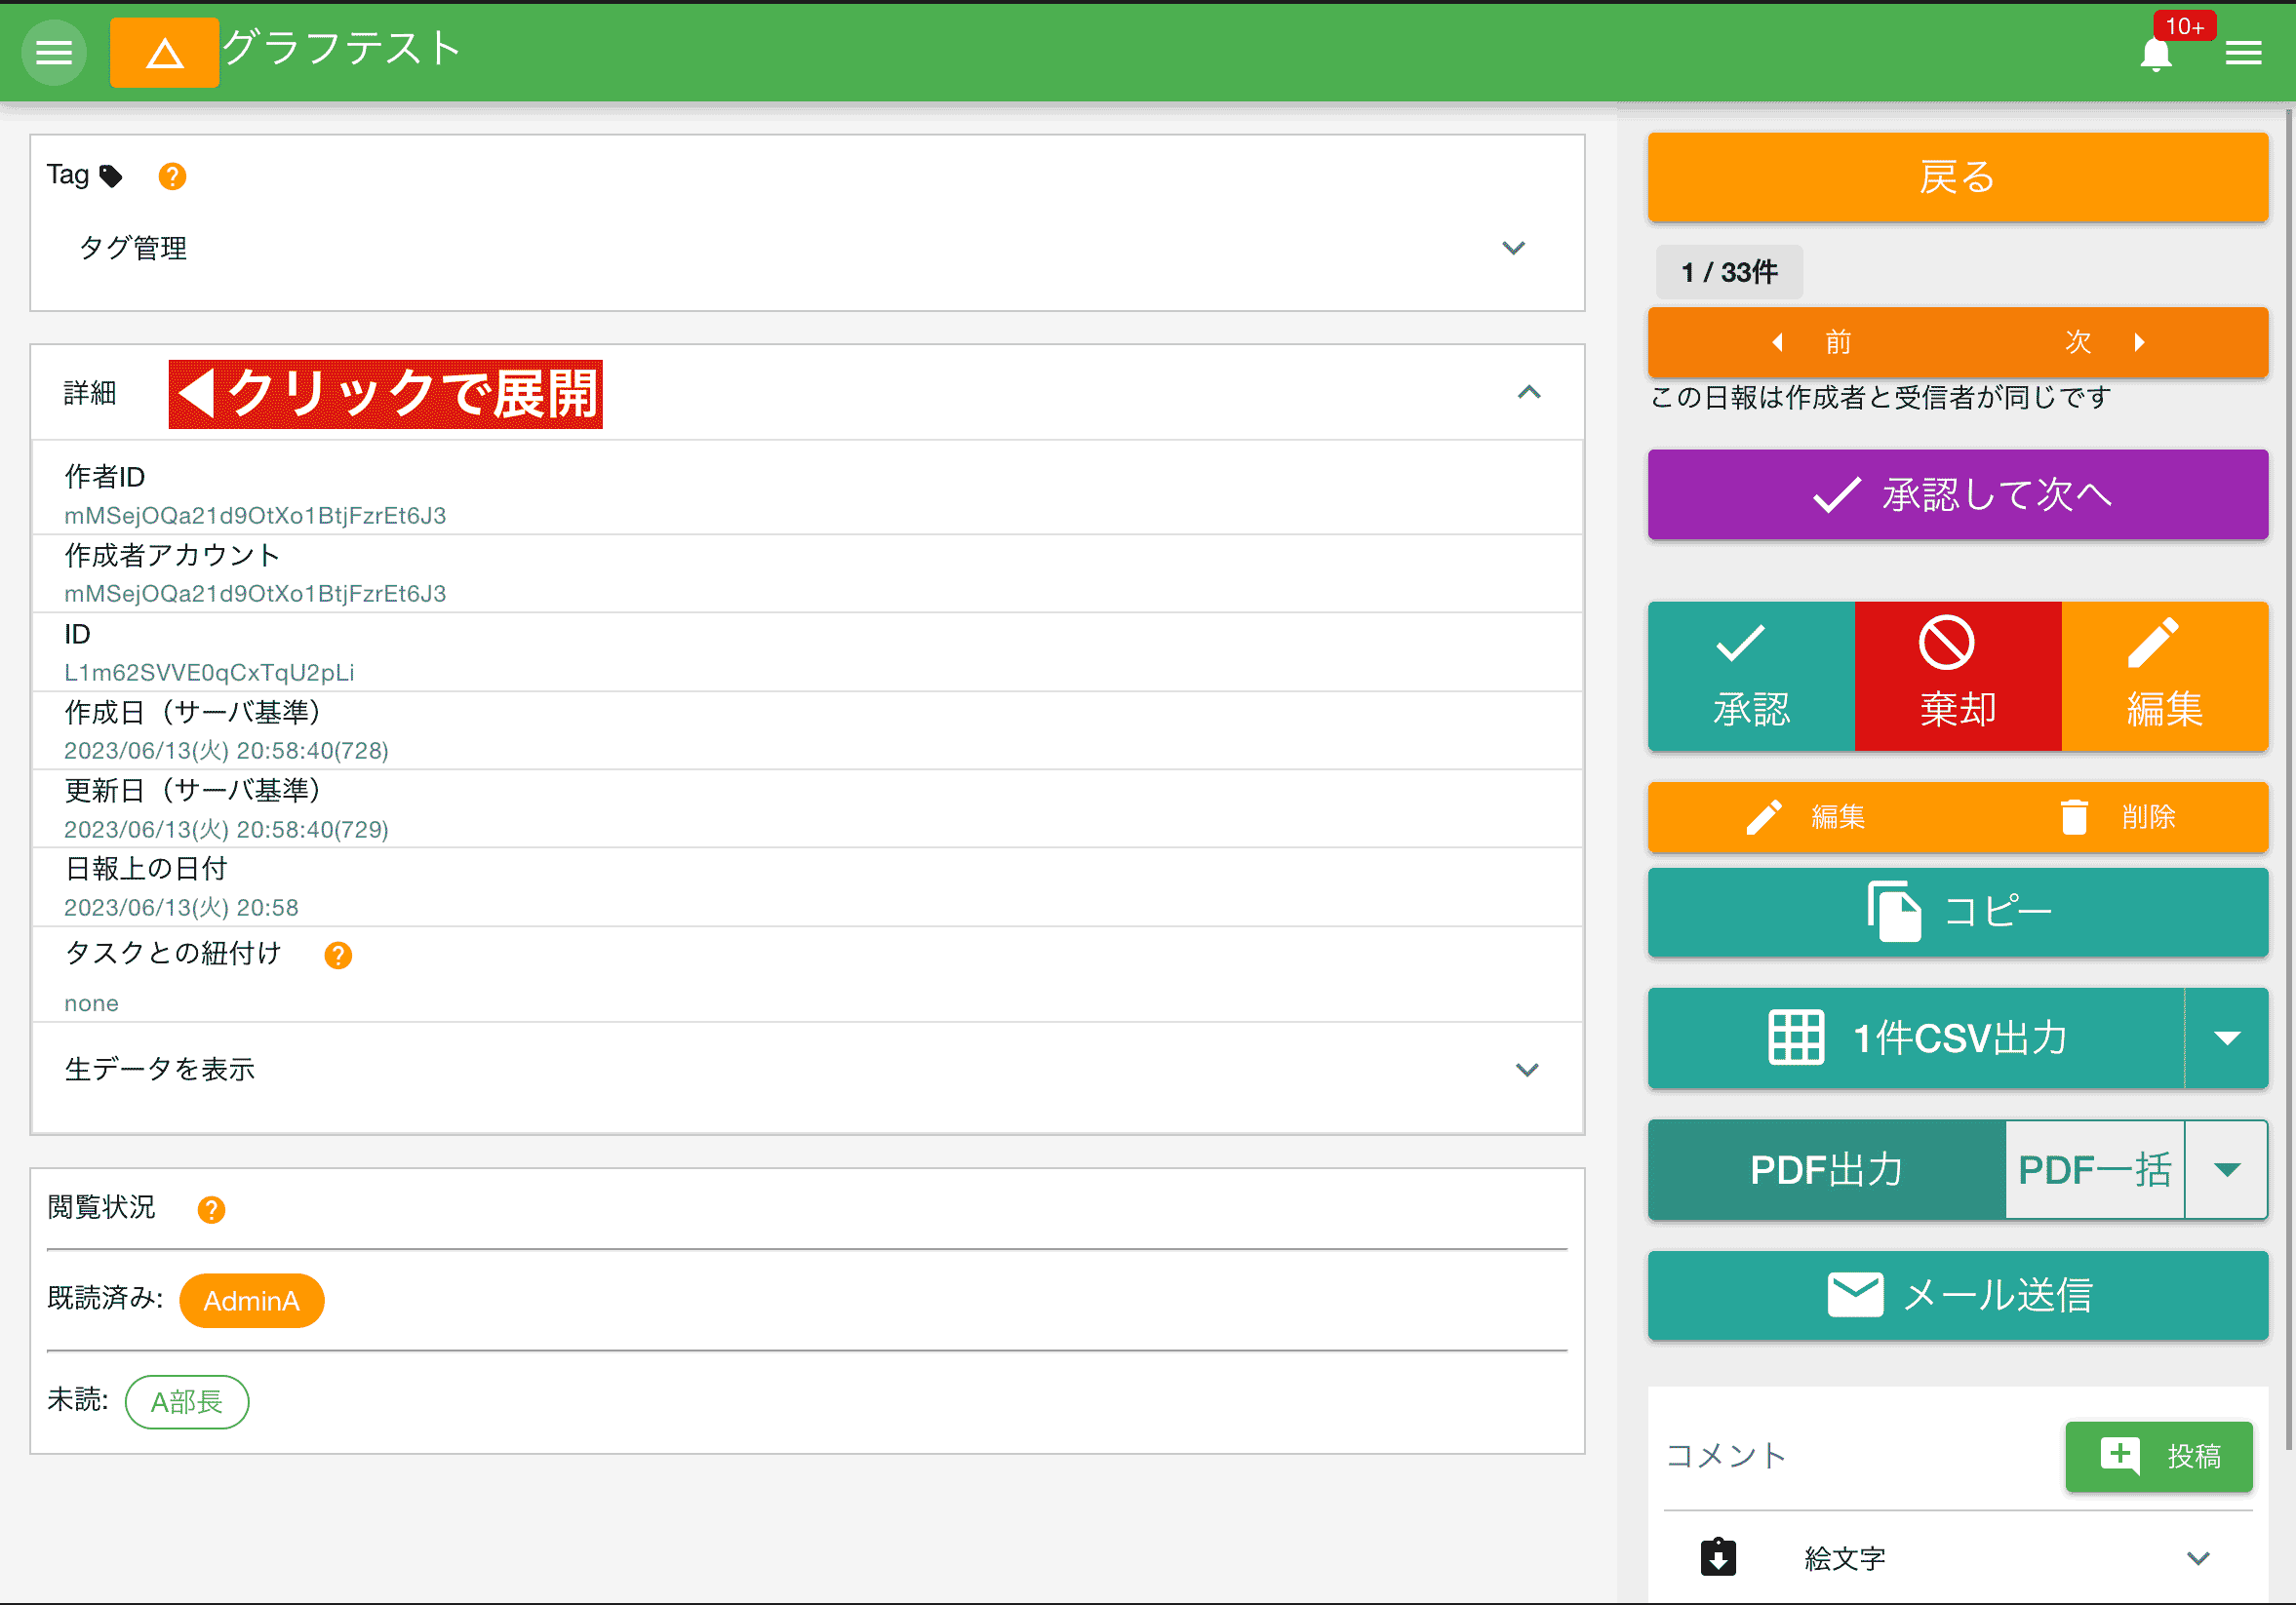 グラフテスト
10+
Tag
タグ管理
詳細
◀クリックで展開
作者ID
mMSejOQa21d9OtXo1BtjFzrEt6J3
作成者アカウント
mMSejOQa21d9OtXo1BtjFzrEt6J3
ID
L1m62SVVE0qCxTqU2pLi
作成日（サーバ基準）
2023/06/13(火) 20:58:40(728)
更新日（サーバ基準）
2023/06/13(火) 20:58:40(729)
日報上の日付
2023/06/13(火) 20:58
タスクとの紐付け
none
生データを表示
閲覧状況
既読済み: AdminA
未読: A部長
戻る
1 / 33件
前 次
この日報は作成者と受信者が同じです
承認して次へ
承認 棄却 編集
編集 削除
コピー
1件CSV出力
PDF出力 PDF一括
メール送信
コメント 投稿
絵文字